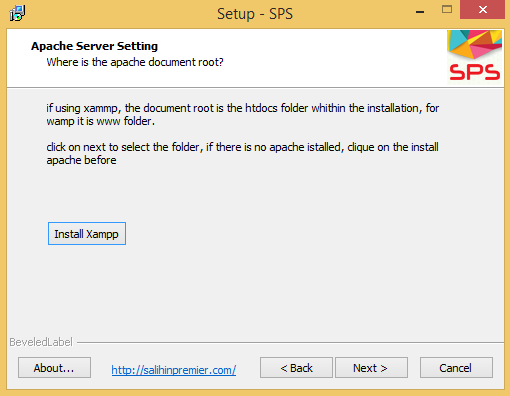 Setup - SPS
Apache Server Setting
Where is the apache document root?
SPS
if using xammp, the document root is the htdocs folder whithin the installation, for
wamp it is www folder.
click on next to select the folder, if there is no apache istalled, clique on the install
apache before
Install Xampp
BeveledLabel
About...
http://salihinpremier.com/
< Back
Next >
Cancel